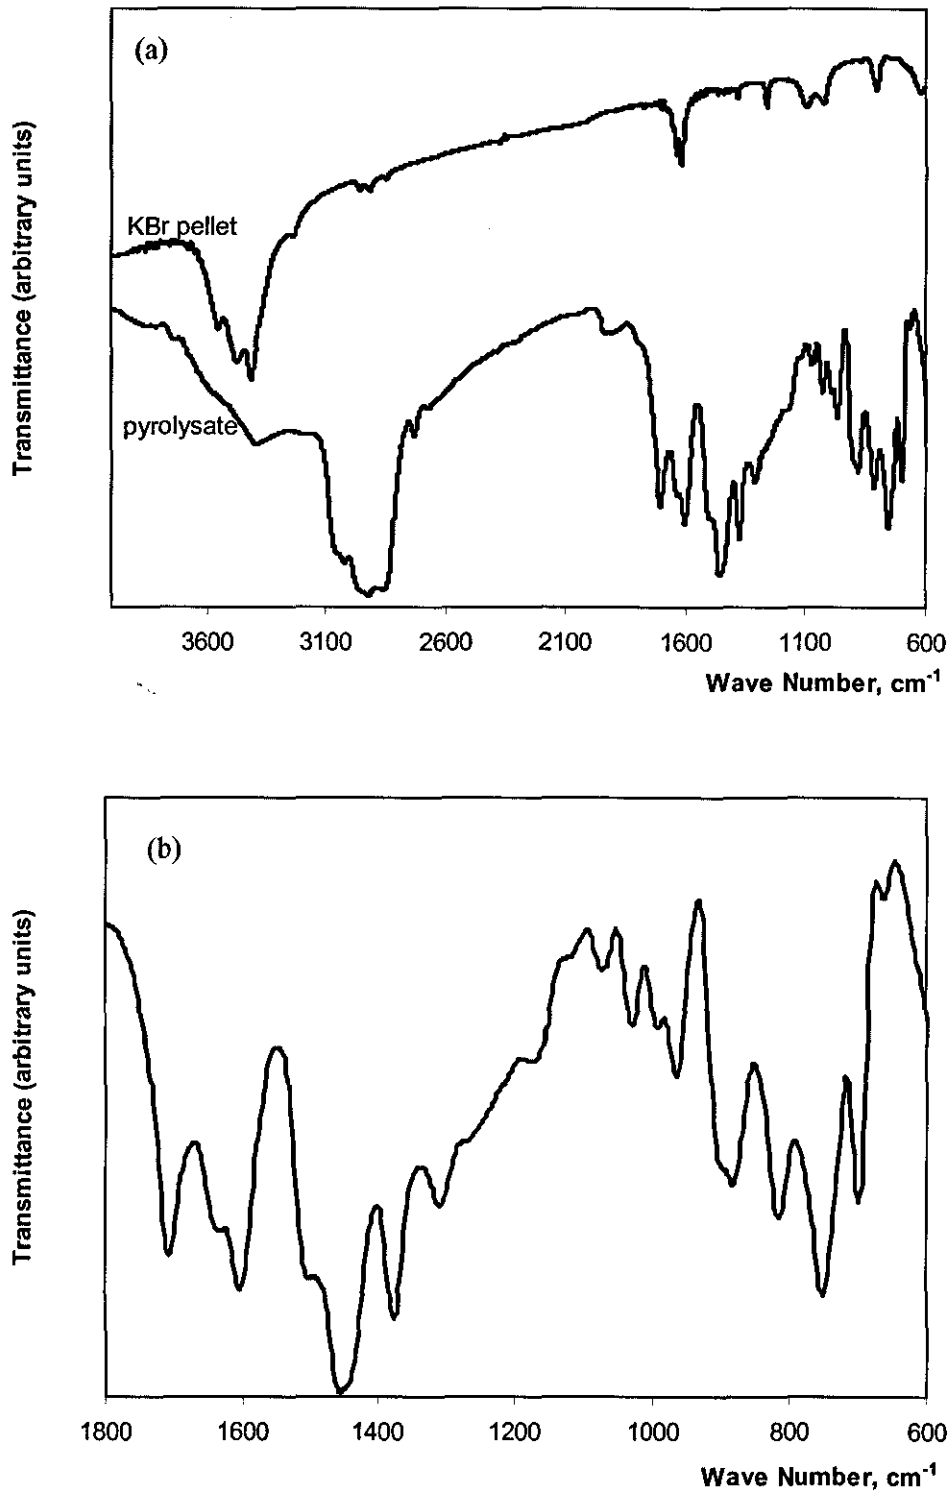 (a)
Transmittance (arbitrary units)
KBr pellet
pyrolysate
3600 3100 2600 2100 1600 1100 600
Wave Number, cm-1
(b)
Transmittance (arbitrary units)
1800 1600 1400 1200 1000 800 600
Wave Number, cm-1